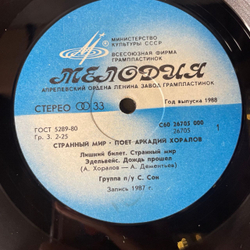 МИНИСТЕРСТВО
КУЛЬТУРЫ СССР
ВСЕСОЮЗНАЯ ФИРМА
ГРАМПЛАСТИНОК
МЕЛОДИЯ
АПРЕЛЕВСКИЙ ОРДЕНА ЛЕНИНА ЗАВОД ГРАМПЛАСТИНОК
СТЕРЕО 33
Год выпуска 1988
ГОСТ 5289-80
Гр. 3. 2-25
С60 26705 000
26705
1
СТРАННЫЙ МИР · ПОЕТ АРКАДИЙ ХОРАЛОВ
Лишний билет. Странный мир
Эдельвейс. Дождь прошел
(А. Хоралов — А. Дементьев)
Группа п/у С. Сок
Запись 1987 г.